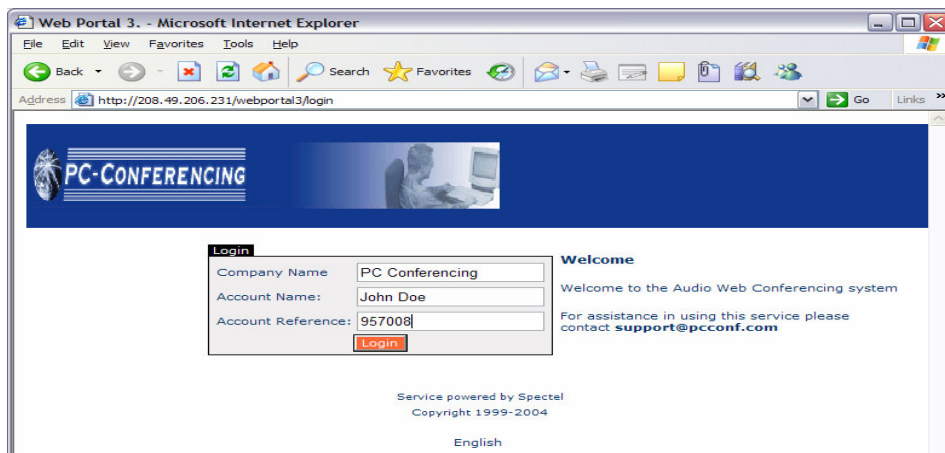 Web Portal 3. - Microsoft Internet Explorer
File Edit View Favorites Tools Help
Back Search Favorites
Address http://208.49.206.231/webportal3/login Go Links »
PC-CONFERENCING
Login
Company Name PC Conferencing
Account Name: John Doe
Account Reference: 957008
Login
Welcome
Welcome to the Audio Web Conferencing system
For assistance in using this service please
contact support@pcconf.com
Service powered by Spectel
Copyright 1999-2004
English